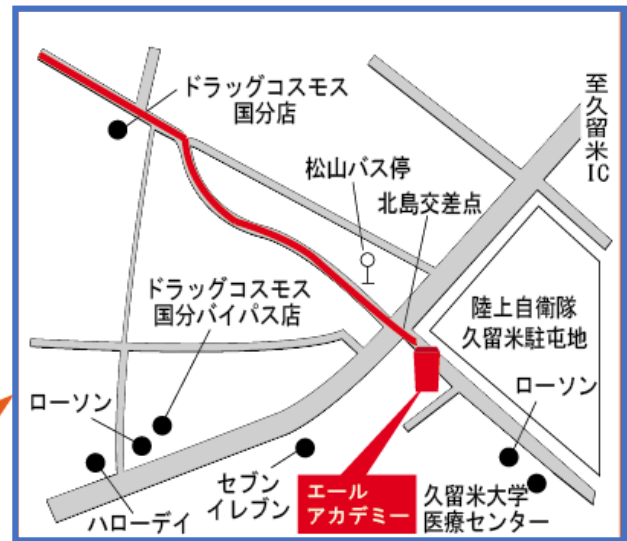 ドラッグコスモス
国分店
至久留米IC
松山バス停
北島交差点
ドラッグコスモス
国分バイパス店
陸上自衛隊
久留米駐屯地
ローソン
ローソン
セブン
イレブン
エール
アカデミー
久留米大学
医療センター
ハローデイ